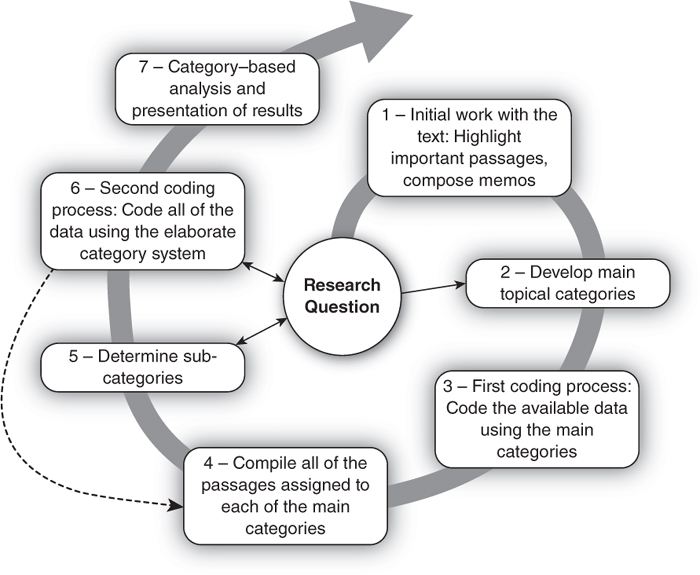 7 – Category–based
analysis and
presentation of results
1 – Initial work with the
text: Highlight
important passages,
compose memos
6 – Second coding
process: Code all of the
data using the elaborate
category system
Research
Question
2 – Develop main
topical categories
5 – Determine sub-
categories
3 – First coding process:
Code the available data
using the main
categories
4 – Compile all of the
passages assigned to
each of the main
categories